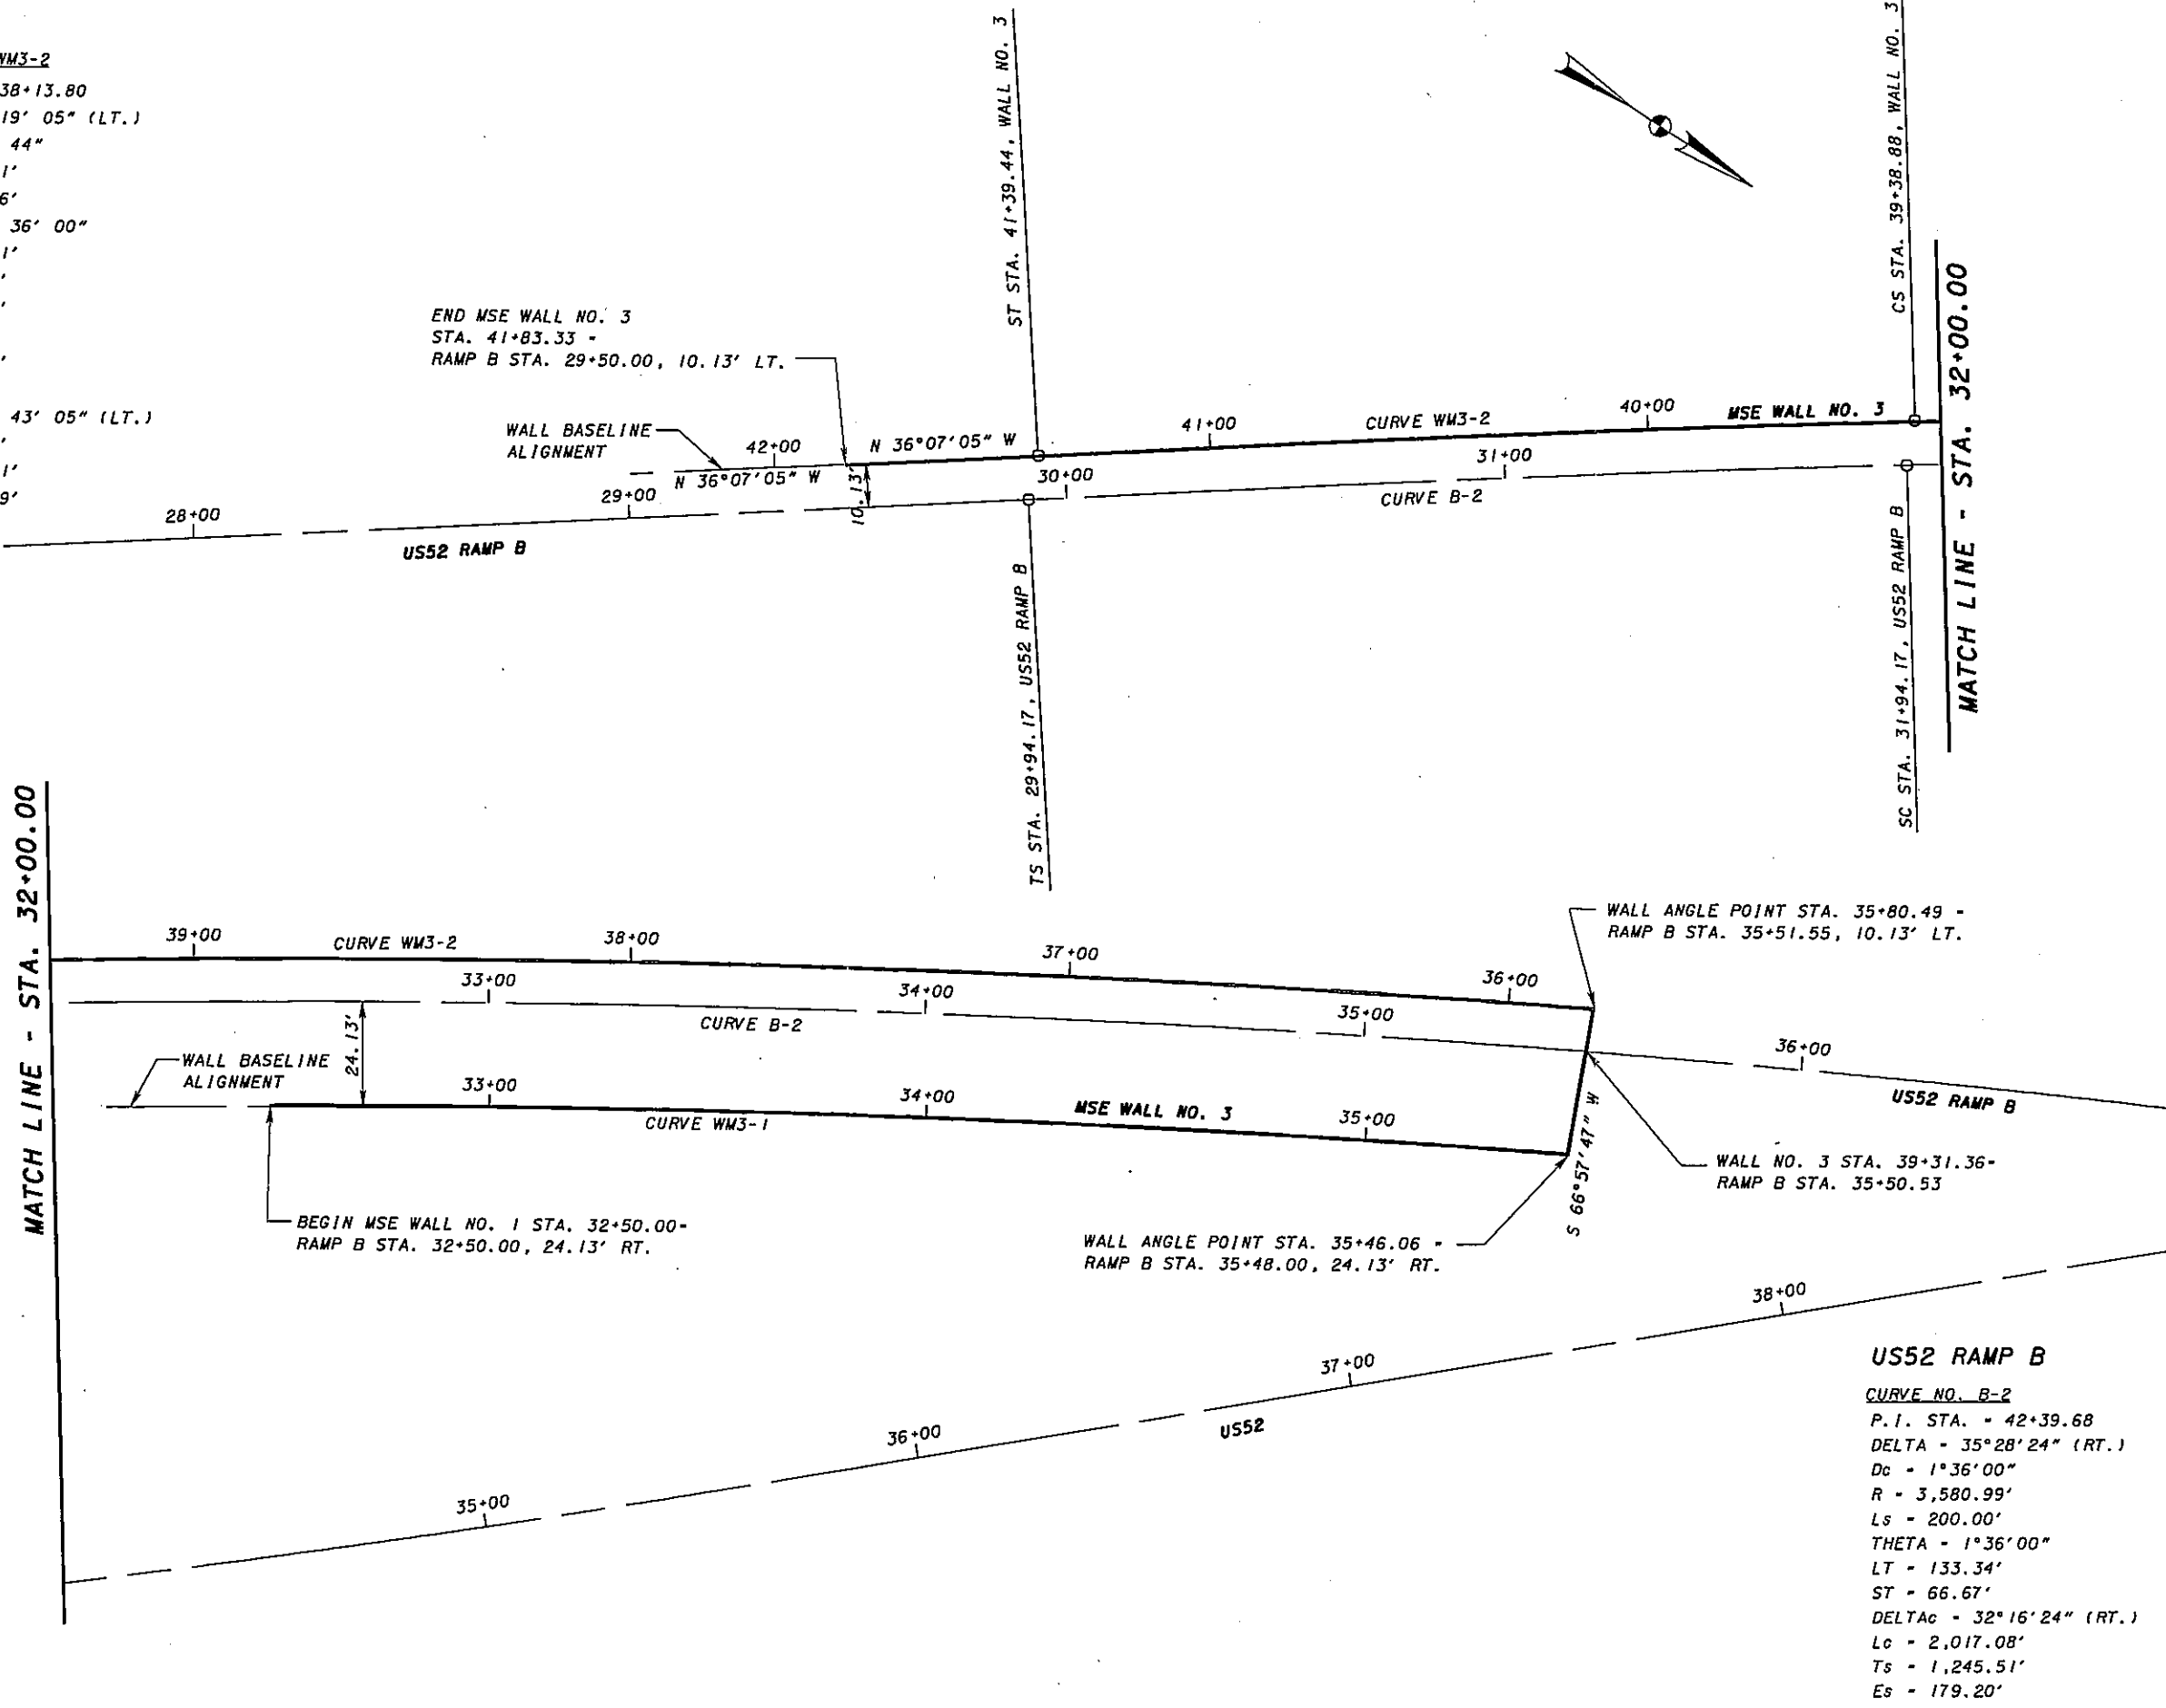 WM3-2
38+13.80
19' 05" (LT.)
44"
1'
6'
36' 00"
1'
'
'
'
43' 05" (LT.)
'
1'
9'
END MSE WALL NO. 3
STA. 41+83.33 -
RAMP B STA. 29+50.00, 10.13' LT.
WALL BASELINE
ALIGNMENT
42+00
N 36°07'05" W
N 36°07'05" W
10.13'
ST STA. 41+39.44, WALL NO. 3
41+00
CURVE WM3-2
40+00
MSE WALL NO. 3
CS STA. 39+38.88, WALL NO. 3
28+00
29+00
30+00
31+00
CURVE B-2
US52 RAMP B
TS STA. 29+94.17, US52 RAMP B
SC STA. 31+94.17, US52 RAMP B
MATCH LINE - STA. 32+00.00
MATCH LINE - STA. 32+00.00
39+00
CURVE WM3-2
38+00
37+00
36+00
WALL ANGLE POINT STA. 35+80.49 -
RAMP B STA. 35+51.55, 10.13' LT.
33+00
34+00
35+00
36+00
CURVE B-2
24.13'
US52 RAMP B
WALL BASELINE
ALIGNMENT
33+00
34+00
35+00
CURVE WM3-1
MSE WALL NO. 3
S 66°57'47" W
WALL NO. 3 STA. 39+31.36-
RAMP B STA. 35+50.53
BEGIN MSE WALL NO. 1 STA. 32+50.00-
RAMP B STA. 32+50.00, 24.13' RT.
WALL ANGLE POINT STA. 35+46.06 -
RAMP B STA. 35+48.00, 24.13' RT.
35+00
36+00
37+00
38+00
US52
US52 RAMP B
CURVE NO. B-2
P.I. STA. - 42+39.68
DELTA - 35°28'24" (RT.)
Dc - 1°36'00"
R - 3,580.99'
Ls - 200.00'
THETA - 1°36'00"
LT - 133.34'
ST - 66.67'
DELTAc - 32°16'24" (RT.)
Lc - 2,017.08'
Ts - 1,245.51'
Es - 179.20'